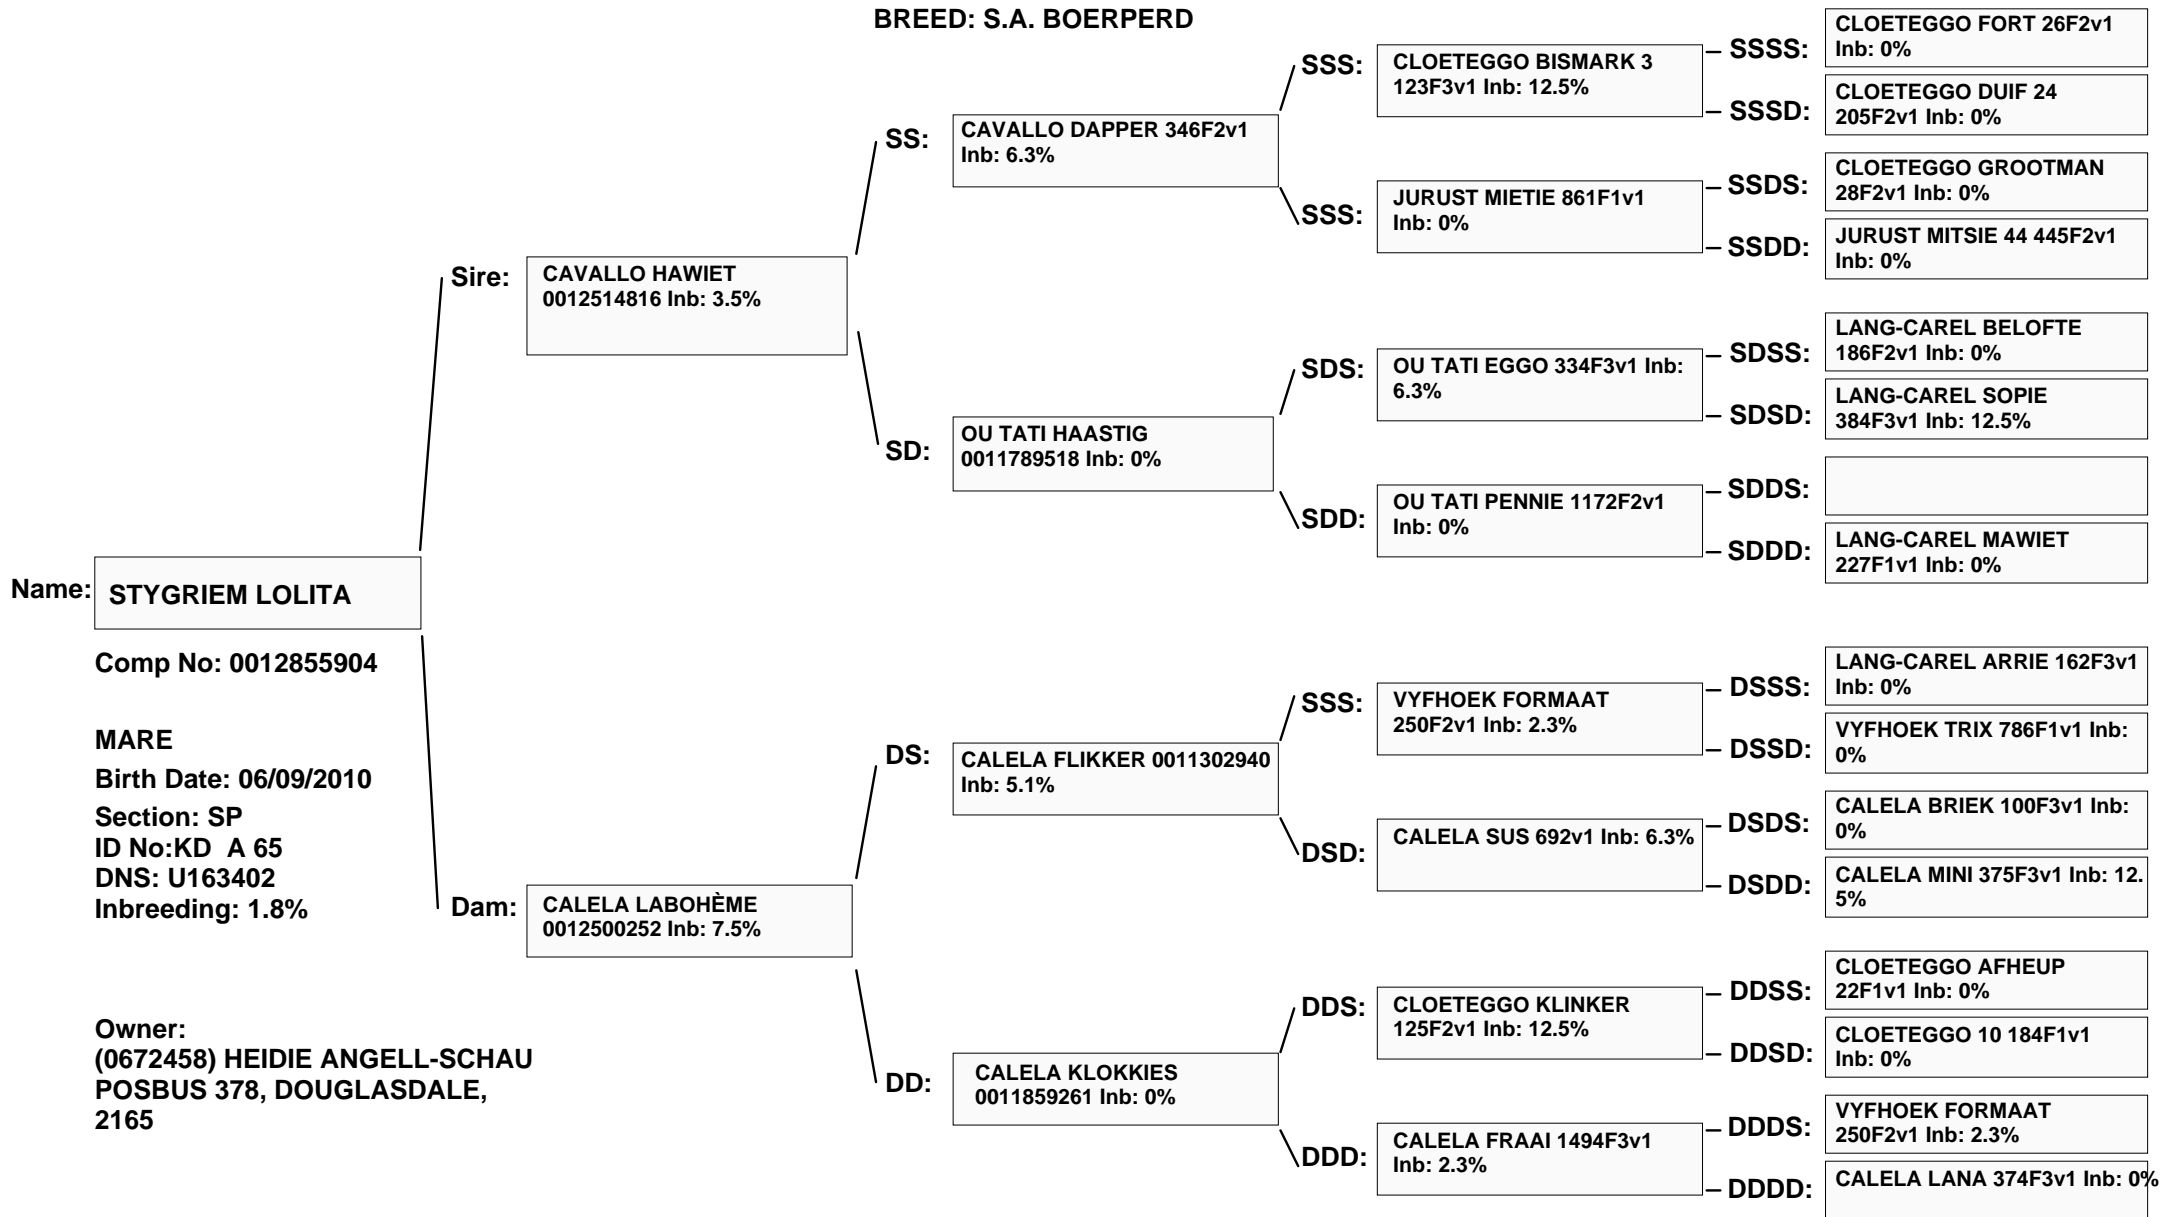 BREED: S.A. BOERPERD
Name:
STYGRIEM LOLITA
Comp No: 0012855904
MARE
Birth Date: 06/09/2010
Section: SP
ID No:KD A 65
DNS: U163402
Inbreeding: 1.8%
Owner:
(0672458) HEIDIE ANGELL-SCHAU
POSBUS 378, DOUGLASDALE,
2165
Sire:
CAVALLO HAWIET
0012514816 Inb: 3.5%
Dam:
CALELA LABOHÈME
0012500252 Inb: 7.5%
SS:
CAVALLO DAPPER 346F2v1
Inb: 6.3%
SD:
OU TATI HAASTIG
0011789518 Inb: 0%
DS:
CALELA FLIKKER 0011302940
Inb: 5.1%
DD:
CALELA KLOKKIES
0011859261 Inb: 0%
SSS:
CLOETEGGO BISMARK 3
123F3v1 Inb: 12.5%
SSS:
JURUST MIETIE 861F1v1
Inb: 0%
SDS:
OU TATI EGGO 334F3v1 Inb:
6.3%
SDD:
OU TATI PENNIE 1172F2v1
Inb: 0%
SSS:
VYFHOEK FORMAAT
250F2v1 Inb: 2.3%
DSD:
CALELA SUS 692v1 Inb: 6.3%
DDS:
CLOETEGGO KLINKER
125F2v1 Inb: 12.5%
DDD:
CALELA FRAAI 1494F3v1
Inb: 2.3%
SSSS:
CLOETEGGO FORT 26F2v1
Inb: 0%
SSSD:
CLOETEGGO DUIF 24
205F2v1 Inb: 0%
SSDS:
CLOETEGGO GROOTMAN
28F2v1 Inb: 0%
SSDD:
JURUST MITSIE 44 445F2v1
Inb: 0%
SDSS:
LANG-CAREL BELOFTE
186F2v1 Inb: 0%
SDSD:
LANG-CAREL SOPIE
384F3v1 Inb: 12.5%
SDDS:
SDDD:
LANG-CAREL MAWIET
227F1v1 Inb: 0%
DSSS:
LANG-CAREL ARRIE 162F3v1
Inb: 0%
DSSD:
VYFHOEK TRIX 786F1v1 Inb:
0%
DSDS:
CALELA BRIEK 100F3v1 Inb:
0%
DSDD:
CALELA MINI 375F3v1 Inb: 12.
5%
DDSS:
CLOETEGGO AFHEUP
22F1v1 Inb: 0%
DDSD:
CLOETEGGO 10 184F1v1
Inb: 0%
DDDS:
VYFHOEK FORMAAT
250F2v1 Inb: 2.3%
DDDD:
CALELA LANA 374F3v1 Inb: 0%